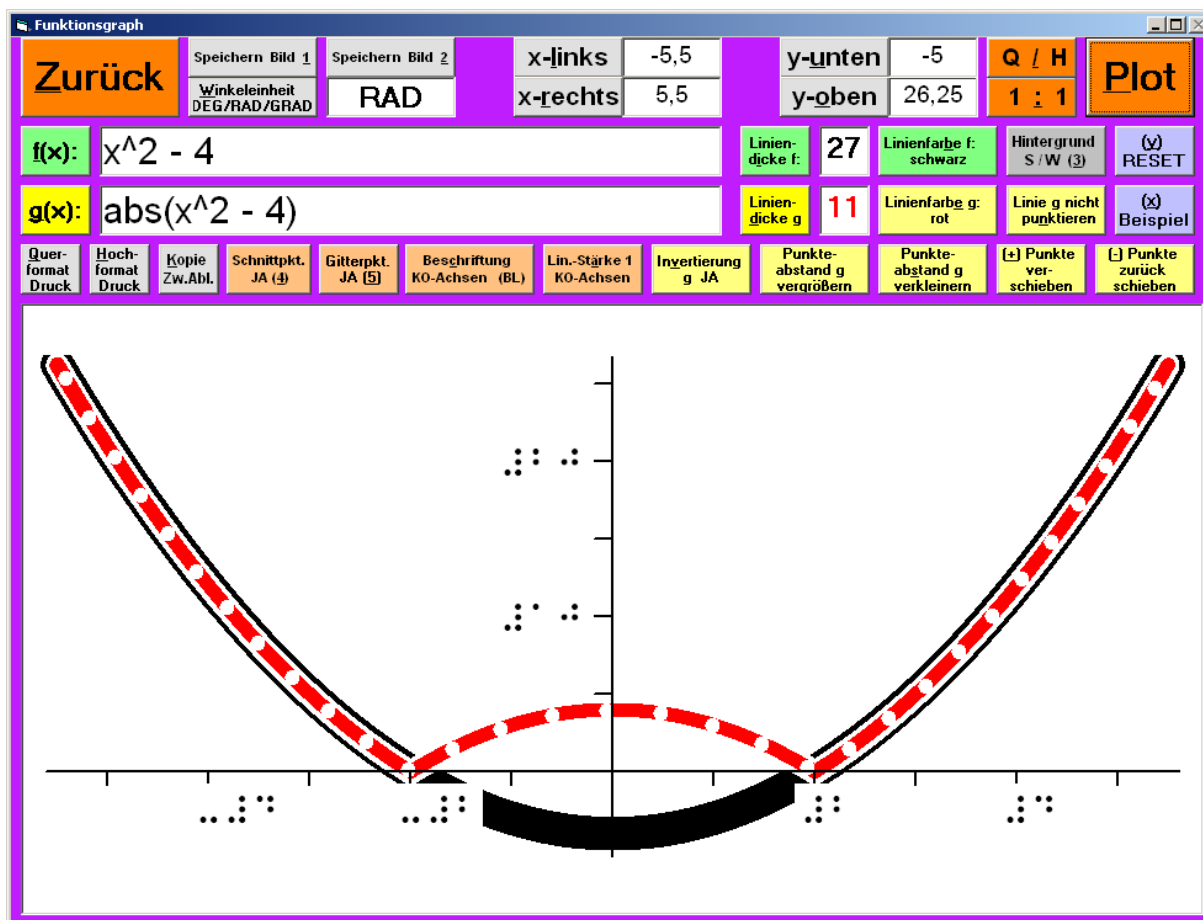 Funktionsgraph
Zurück
Speichern Bild 1
Speichern Bild 2
x-links
-5,5
y-unten
-5
Q / H
Plot
Winkeleinheit
DEG/RAD/GRAD
RAD
x-rechts
5,5
y-oben
26,25
1 : 1
f(x):
x^2 - 4
Linien-
dicke f:
27
Linienfarbe f:
schwarz
Hintergrund
S / W (3)
(y)
RESET
g(x):
abs(x^2 - 4)
Linien-
dicke g
11
Linienfarbe g:
rot
Linie g nicht
punktieren
(x)
Beispiel
Quer-
format
Druck
Hoch-
format
Druck
Kopie
Zw.Abl.
Schnittpkt.
JA (4)
Gitterpkt.
JA (5)
Beschriftung
KO-Achsen (BL)
Lin.-Stärke 1
KO-Achsen
Invertierung
g JA
Punkte-
abstand g
vergrößern
Punkte-
abstand g
verkleinern
(+) Punkte
ver-
schieben
(-) Punkte
zurück
schieben
⠼⠃⠚
⠼⠁⠚
⠤⠼⠙
⠤⠼⠃
⠼⠃
⠼⠙